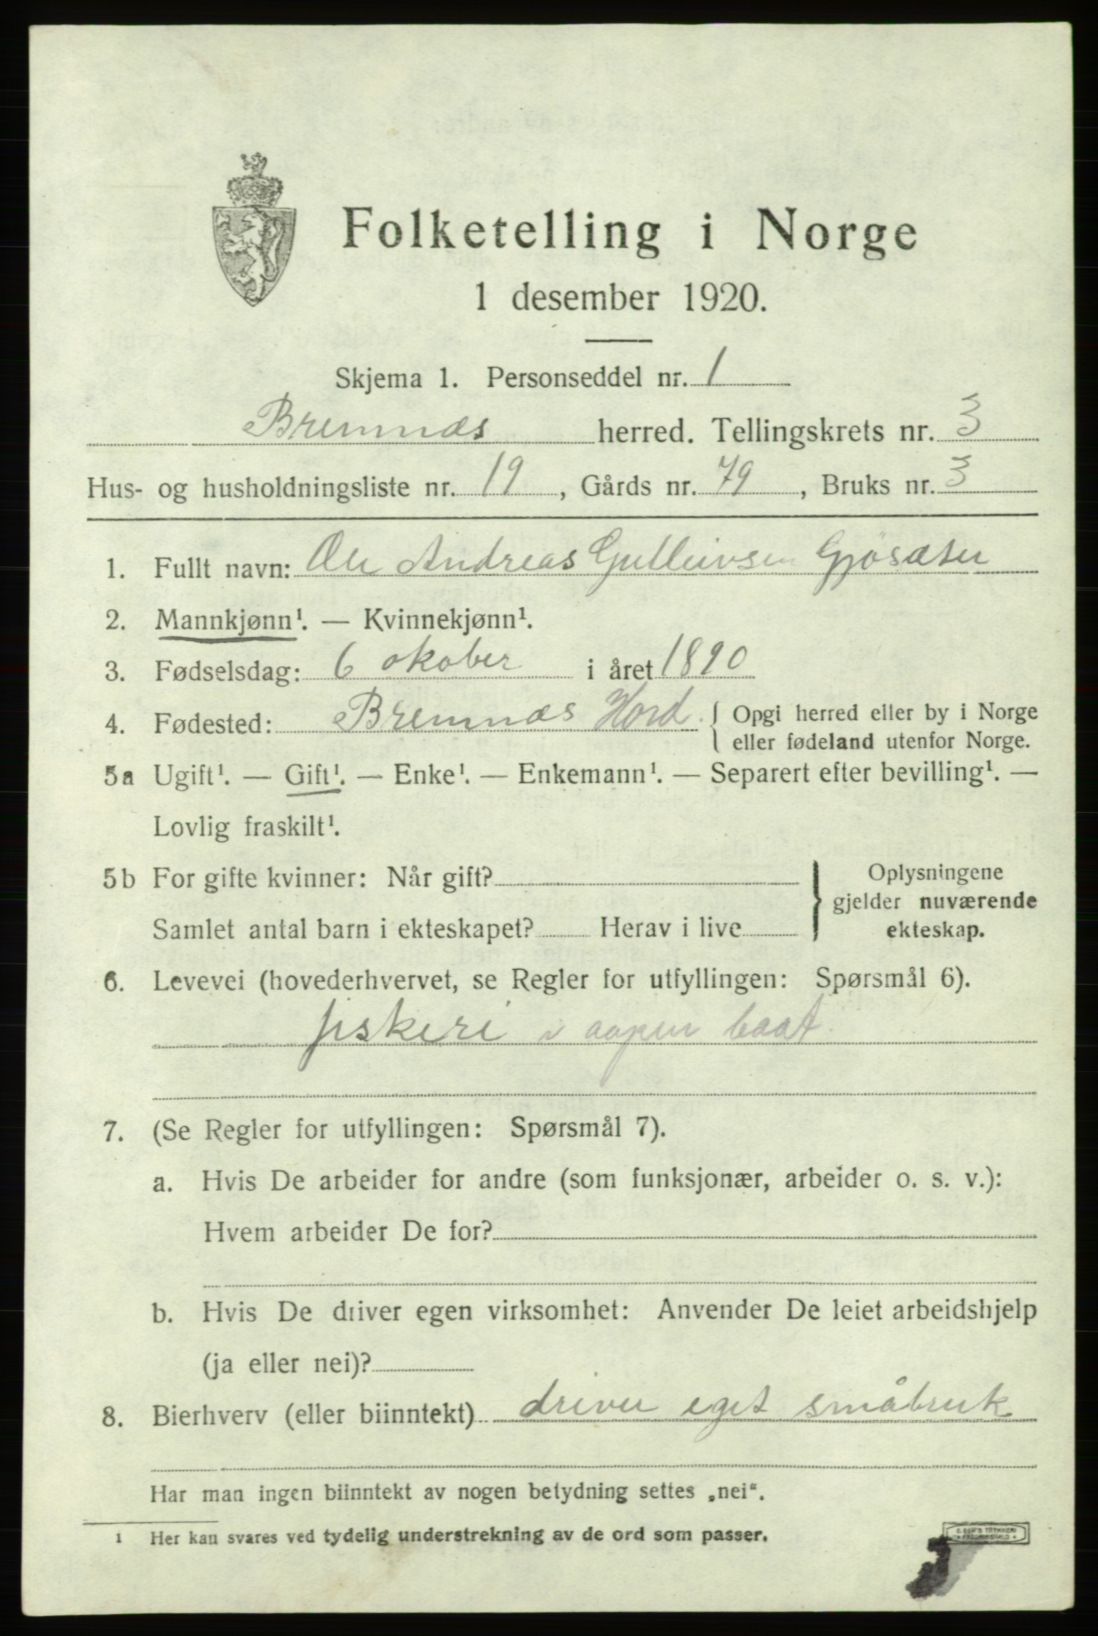 Folketelling i Norge
1 desember 1920.
Skjema 1. Personseddel nr. 1
Bremnæs herred. Tellingskrets nr. 3
Hus- og husholdningsliste nr. 19, Gårds nr. 79, Bruks nr. 3
1. Fullt navn: Ole Andreas Gulleivsen Gjøsæter
2. Mannkjønn¹. — Kvinnekjønn¹.
3. Fødselsdag: 6 okober i året 1890
4. Fødested: Bremnæs Hord. { Opgi herred eller by i Norge
eller fødeland utenfor Norge.
5a Ugift¹. — Gift¹. — Enke¹. — Enkemann¹. — Separert efter bevilling¹. —
Lovlig fraskilt¹.
5b For gifte kvinner: Når gift? } Oplysningene
gjelder nuværende
Samlet antal barn i ekteskapet? Herav i live ekteskap.
6. Levevei (hovederhvervet, se Regler for utfyllingen: Spørsmål 6).
fiskeri i aapen baat
7. (Se Regler for utfyllingen: Spørsmål 7).
a. Hvis De arbeider for andre (som funksjonær, arbeider o. s. v.):
Hvem arbeider De for?
b. Hvis De driver egen virksomhet: Anvender De leiet arbeidshjelp
(ja eller nei)?
8. Bierhverv (eller biinntekt) driver eget småbruk
Har man ingen biinntekt av nogen betydning settes „nei“.
¹ Her kan svares ved tydelig understrekning av de ord som passer.